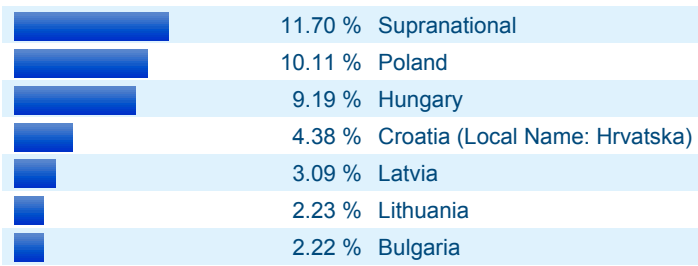 11.70 % Supranational
10.11 % Poland
9.19 % Hungary
4.38 % Croatia (Local Name: Hrvatska)
3.09 % Latvia
2.23 % Lithuania
2.22 % Bulgaria